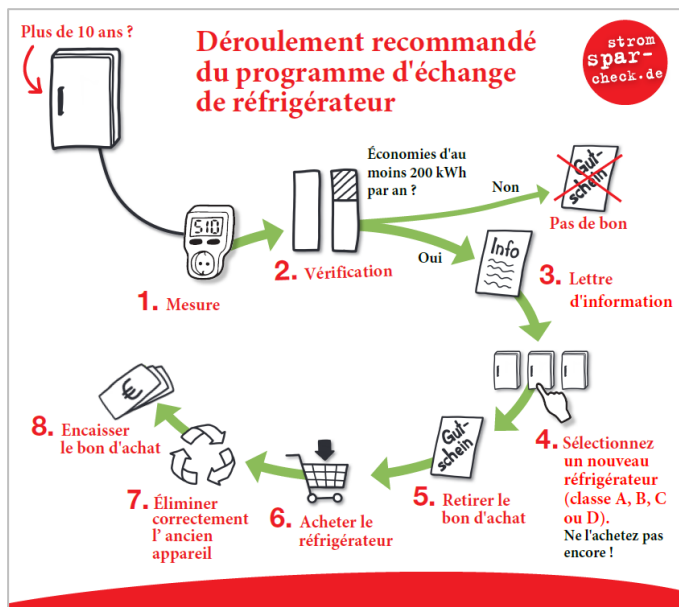 Plus de 10 ans ?
Déroulement recommandé
du programme d'échange
de réfrigérateur
strom
spar-
check.de
510
1. Mesure
2. Vérification
Économies d'au
moins 200 kWh
par an ?
Non
Gut-
schein
Pas de bon
Oui
Info
3. Lettre
d'information
4. Sélectionnez
un nouveau
réfrigérateur
(classe A, B, C
ou D).
Ne l'achetez pas
encore !
Gut-
schein
5. Retirer le
bon d'achat
6. Acheter le
réfrigérateur
7. Éliminer
correctement
l' ancien
appareil
€
8. Encaisser
le bon d'achat